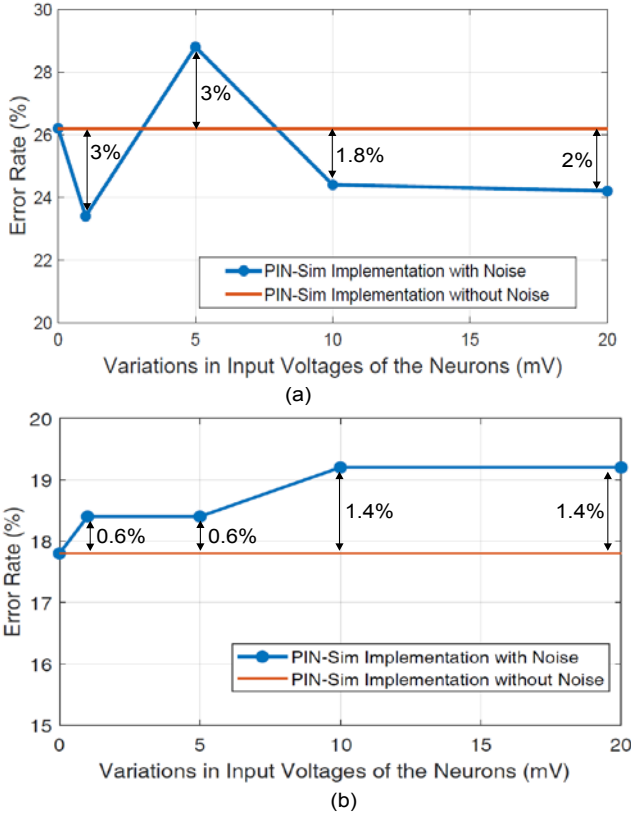 30
28
26
24
22
20
Error Rate (%)
3%
3%
1.8%
2%
PIN-Sim Implementation with Noise
PIN-Sim Implementation without Noise
0 5 10 15 20
Variations in Input Voltages of the Neurons (mV)
(a)
20
19
18
17
16
15
Error Rate (%)
0.6%
0.6%
1.4%
1.4%
PIN-Sim Implementation with Noise
PIN-Sim Implementation without Noise
0 5 10 15 20
Variations in Input Voltages of the Neurons (mV)
(b)